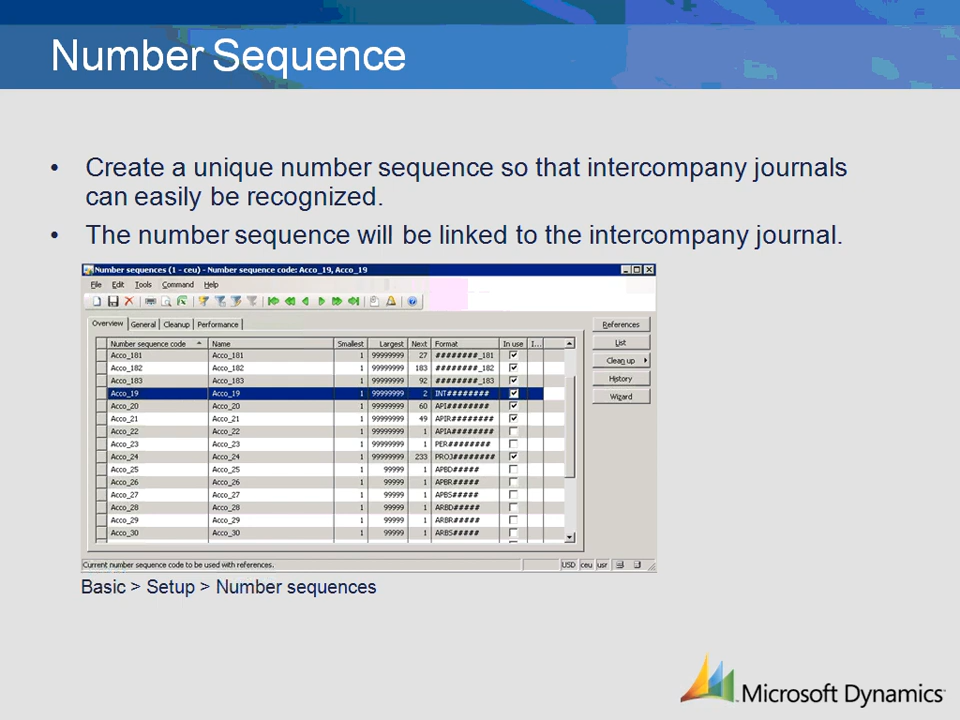 Number Sequence
• Create a unique number sequence so that intercompany journals
can easily be recognized.
• The number sequence will be linked to the intercompany journal.
Number sequences (1 - ceu) - Number sequence code: Acco_19, Acco_19
File Edit Tools Command Help
Overview General Cleanup Performance
References
List
Clean up
History
Wizard
Number sequence code Name Smallest Largest Next Format In use I...
Acco_181 Acco_181 1 99999999 27 ########_181
Acco_182 Acco_182 1 99999999 183 ########_182
Acco_183 Acco_183 1 99999999 92 ########_183
Acco_19 Acco_19 1 99999999 2 INT########
Acco_20 Acco_20 1 99999999 60 API########
Acco_21 Acco_21 1 99999999 49 APIR########
Acco_22 Acco_22 1 99999999 1 APIA########
Acco_23 Acco_23 1 99999999 1 PER########
Acco_24 Acco_24 1 99999999 233 PROJ########
Acco_25 Acco_25 1 99999 1 APBD#####
Acco_26 Acco_26 1 99999 1 APBR#####
Acco_27 Acco_27 1 99999 1 APBS#####
Acco_28 Acco_28 1 99999 1 ARBD#####
Acco_29 Acco_29 1 99999 1 ARBR#####
Acco_30 Acco_30 1 99999 1 ARBS#####
Current number sequence code to be used with references. USD ceu usr
Basic > Setup > Number sequences
Microsoft Dynamics